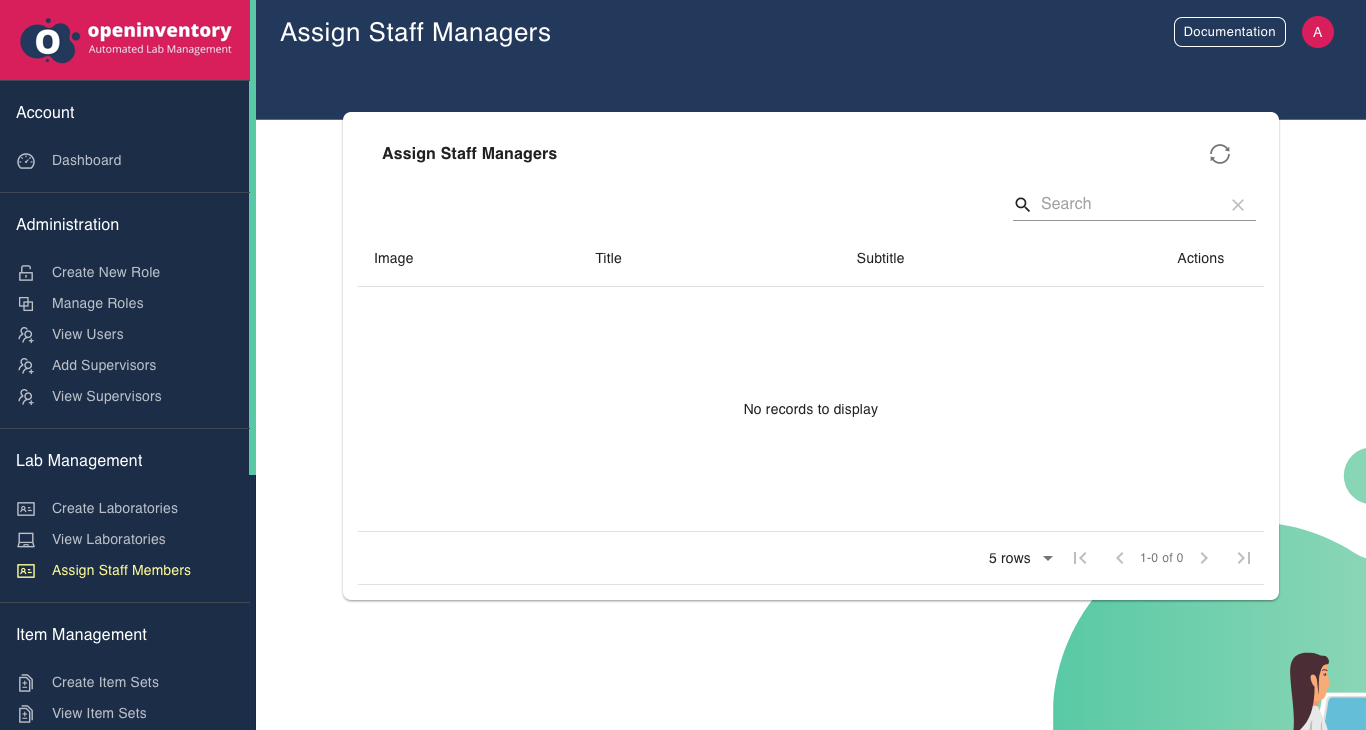 openinventory
Automated Lab Management
Assign Staff Managers
Documentation
A
Account
Dashboard
Administration
Create New Role
Manage Roles
View Users
Add Supervisors
View Supervisors
Lab Management
Create Laboratories
View Laboratories
Assign Staff Members
Item Management
Create Item Sets
View Item Sets
Assign Staff Managers
Search
Image Title Subtitle Actions
No records to display
5 rows 1-0 of 0